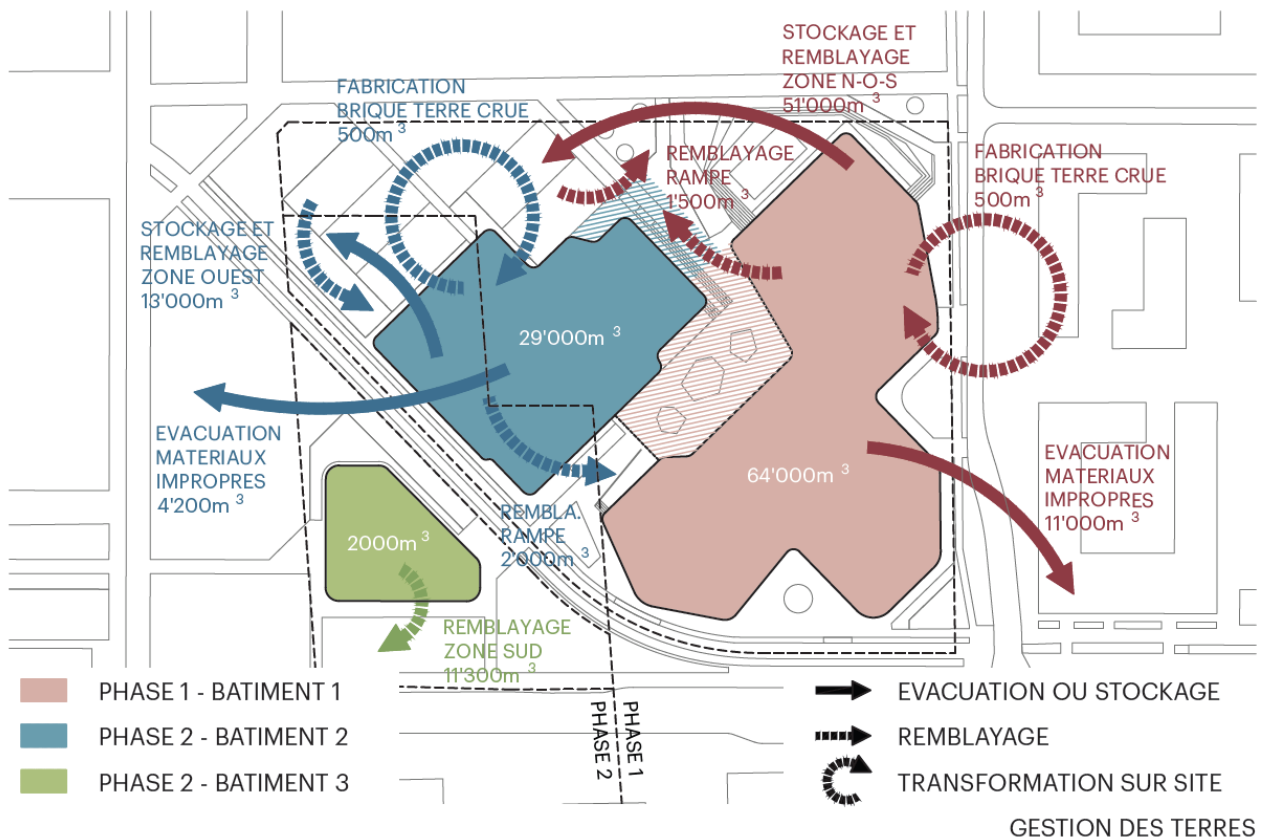 STOCKAGE ET
REMBLAYAGE
ZONE N-O-S
51'000m ³
FABRICATION
BRIQUE TERRE CRUE
500m ³
REMBLAYAGE
RAMPE
1'500m ³
FABRICATION
BRIQUE TERRE CRUE
500m ³
STOCKAGE ET
REMBLAYAGE
ZONE OUEST
13'000m ³
29'000m ³
EVACUATION
MATERIAUX
IMPROPRES
4'200m ³
64'000m ³
EVACUATION
MATERIAUX
IMPROPRES
11'000m ³
REMBLA.
RAMPE
2'000m ³
2000m ³
REMBLAYAGE
ZONE SUD
11'300m ³
PHASE 1 - BATIMENT 1
PHASE 2 - BATIMENT 2
PHASE 2 - BATIMENT 3
PHASE 2
PHASE 1
EVACUATION OU STOCKAGE
REMBLAYAGE
TRANSFORMATION SUR SITE
GESTION DES TERRES